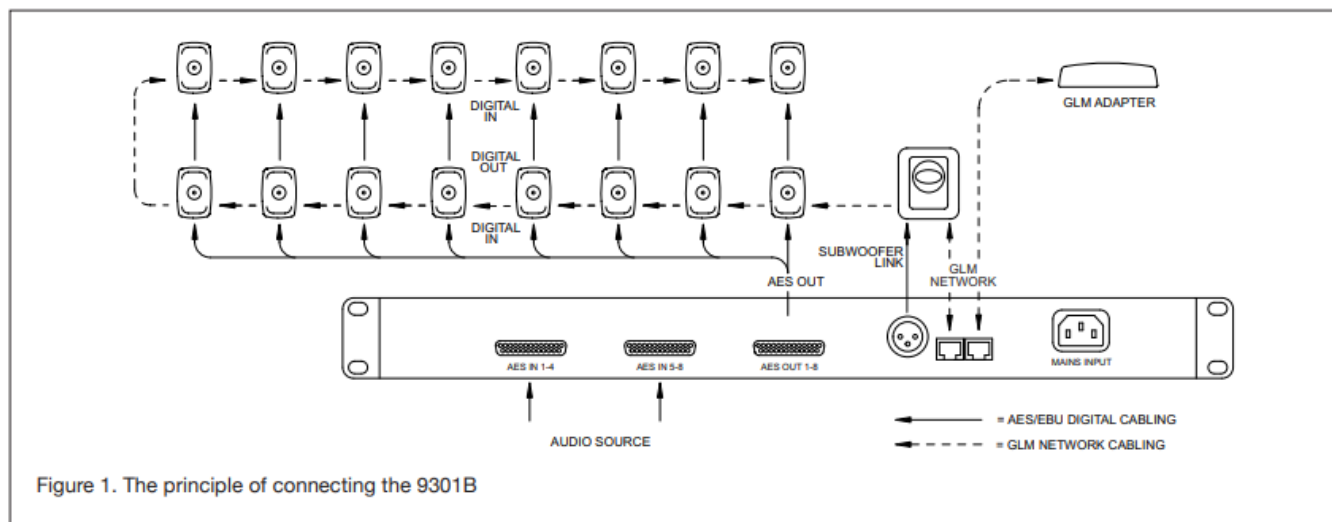 DIGITAL
IN
GLM ADAPTER
DIGITAL
OUT
DIGITAL
IN
SUBWOOFER
LINK
GLM
NETWORK
AES OUT
AES IN 1-4
AES IN 5-8
AES OUT 1-8
MAINS INPUT
AUDIO SOURCE
= AES/EBU DIGITAL CABLING
= GLM NETWORK CABLING
Figure 1. The principle of connecting the 9301B